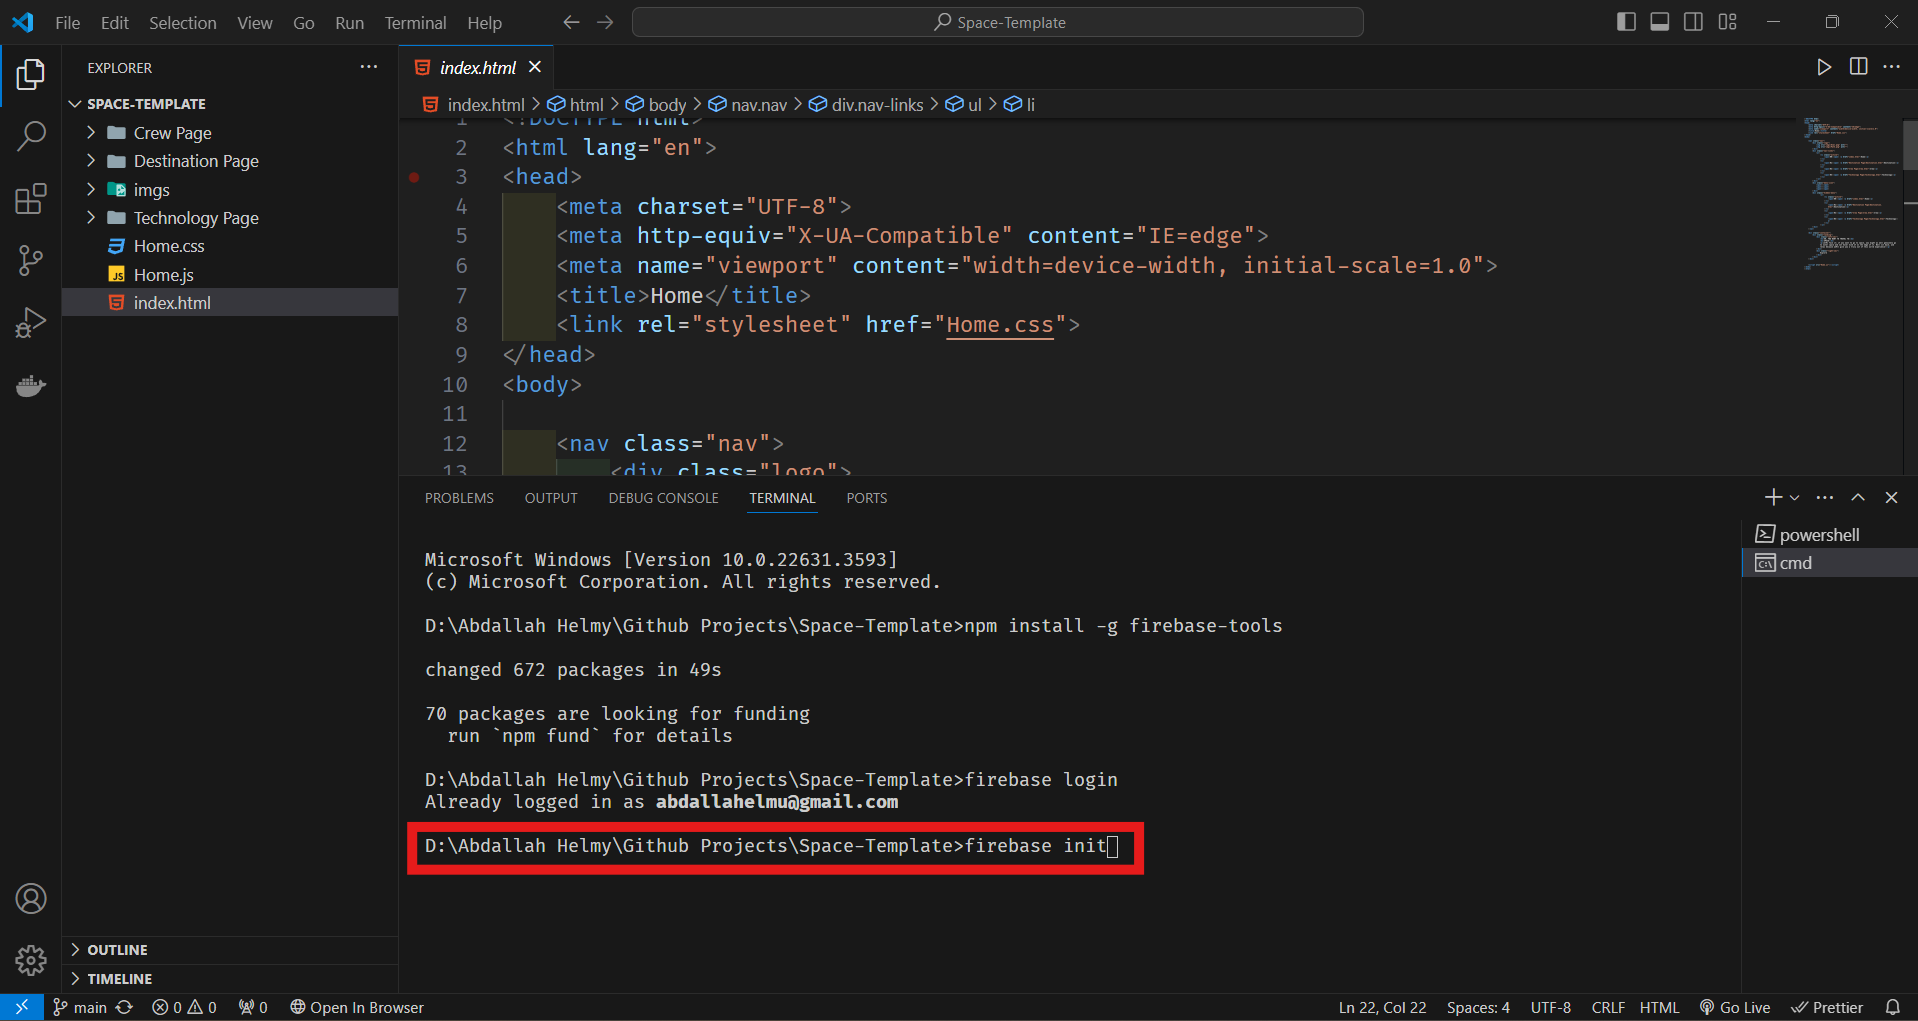 File Edit Selection View Go Run Terminal Help
Space-Template
EXPLORER
SPACE-TEMPLATE
Crew Page
Destination Page
imgs
Technology Page
Home.css
JS Home.js
index.html
OUTLINE
TIMELINE
index.html
index.html > html > body > nav.nav > div.nav-links > ul > li
1 <!DOCTYPE html>
2 <html lang="en">
3 <head>
4 <meta charset="UTF-8">
5 <meta http-equiv="X-UA-Compatible" content="IE=edge">
6 <meta name="viewport" content="width=device-width, initial-scale=1.0">
7 <title>Home</title>
8 <link rel="stylesheet" href="Home.css">
9 </head>
10 <body>
11
12 <nav class="nav">
13 <div class="logo">
PROBLEMS OUTPUT DEBUG CONSOLE TERMINAL PORTS
powershell
cmd
Microsoft Windows [Version 10.0.22631.3593]
(c) Microsoft Corporation. All rights reserved.
D:\Abdallah Helmy\Github Projects\Space-Template>npm install -g firebase-tools
changed 672 packages in 49s
70 packages are looking for funding
run `npm fund` for details
D:\Abdallah Helmy\Github Projects\Space-Template>firebase login
Already logged in as abdallahelmu@gmail.com
D:\Abdallah Helmy\Github Projects\Space-Template>firebase init
main 0 0 0 Open In Browser Ln 22, Col 22 Spaces: 4 UTF-8 CRLF HTML Go Live Prettier